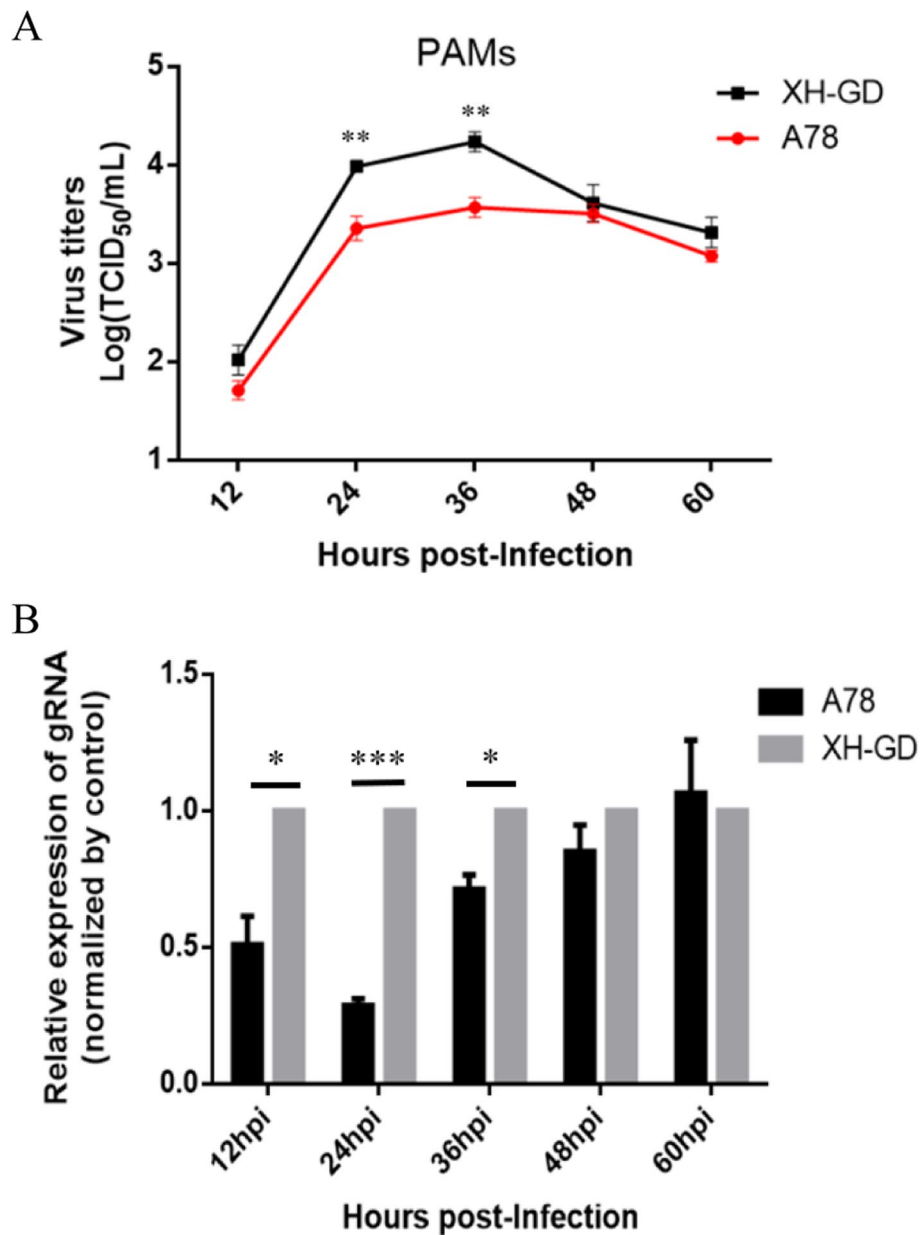 A
PAMs
XH-GD
A78
Virus titers
Log(TCID₅₀/mL)
5
4
3
2
1
**
**
12
24
36
48
60
Hours post-Infection
B
Relative expression of gRNA
(normalized by control)
1.5
1.0
0.5
0.0
A78
XH-GD
*
***
*
12hpi
24hpi
36hpi
48hpi
60hpi
Hours post-Infection